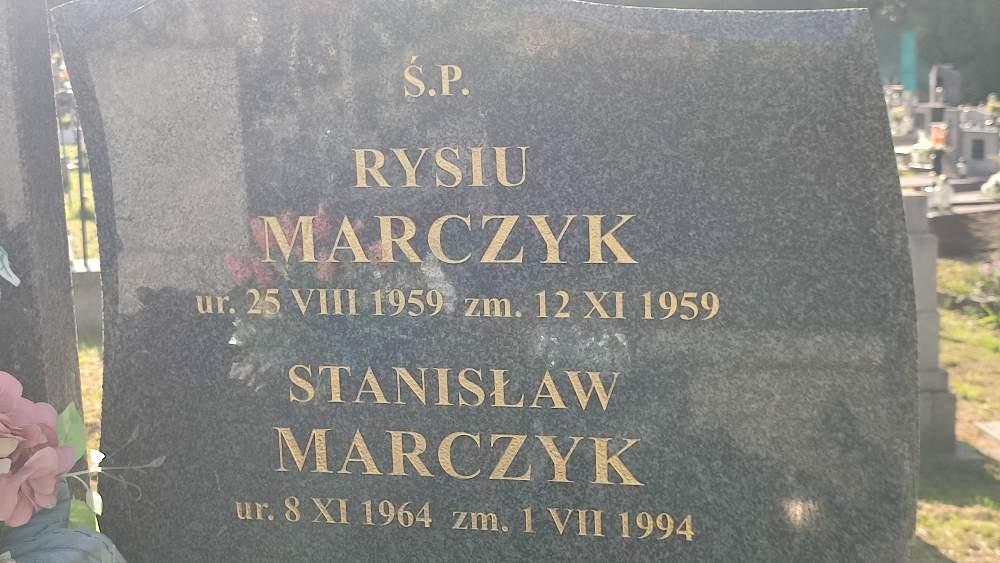 Ś.P.
RYSIU
MARCZYK
ur. 25 VIII 1959 zm. 12 XI 1959
STANISŁAW
MARCZYK
ur. 8 XI 1964 zm. 1 VII 1994